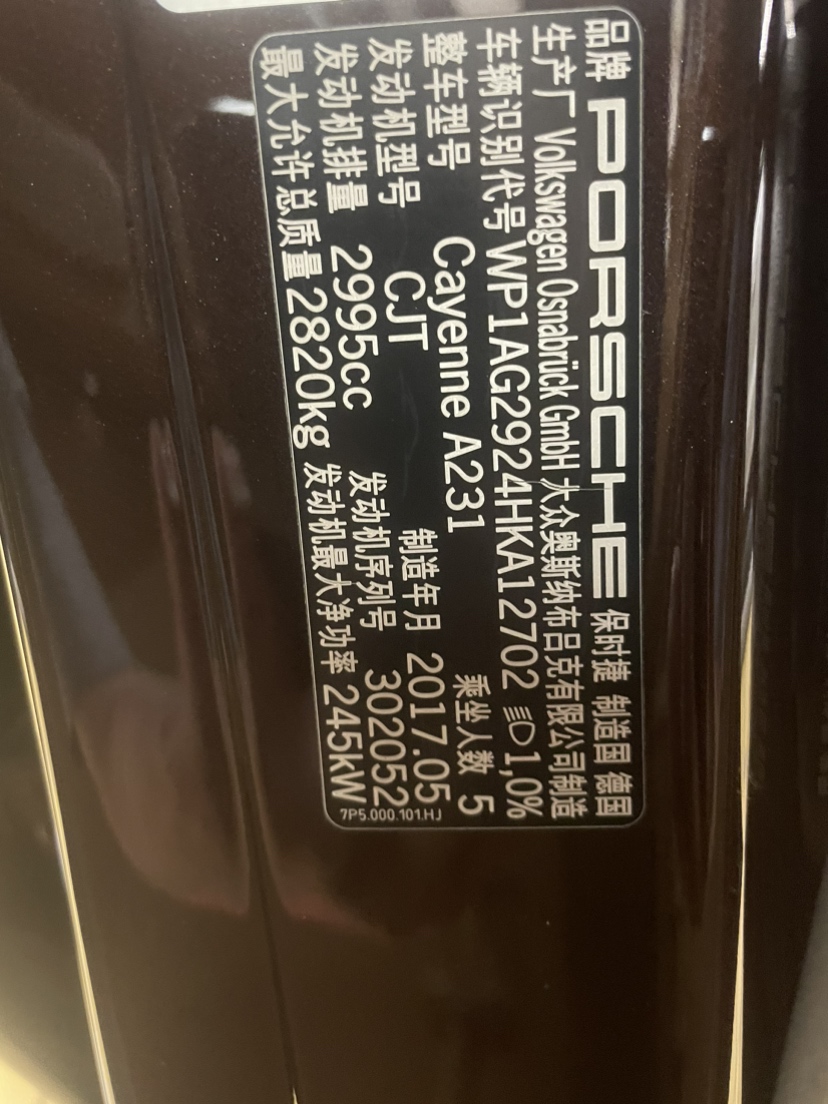 品牌 PORSCHE 保时捷 制造国 德国
生产厂 Volkswagen Osnabrück GmbH 大众奥斯纳布吕克有限公司制造
车辆识别代号 WP1AG2924HKA12702 1,0%
整车型号 Cayenne A231 乘坐人数 5
发动机型号 CJT 制造年月 2017.05
发动机排量 2995cc 发动机序列号 302052
最大允许总质量 2820kg 发动机最大净功率 245kW
7P5.000.101.HJ